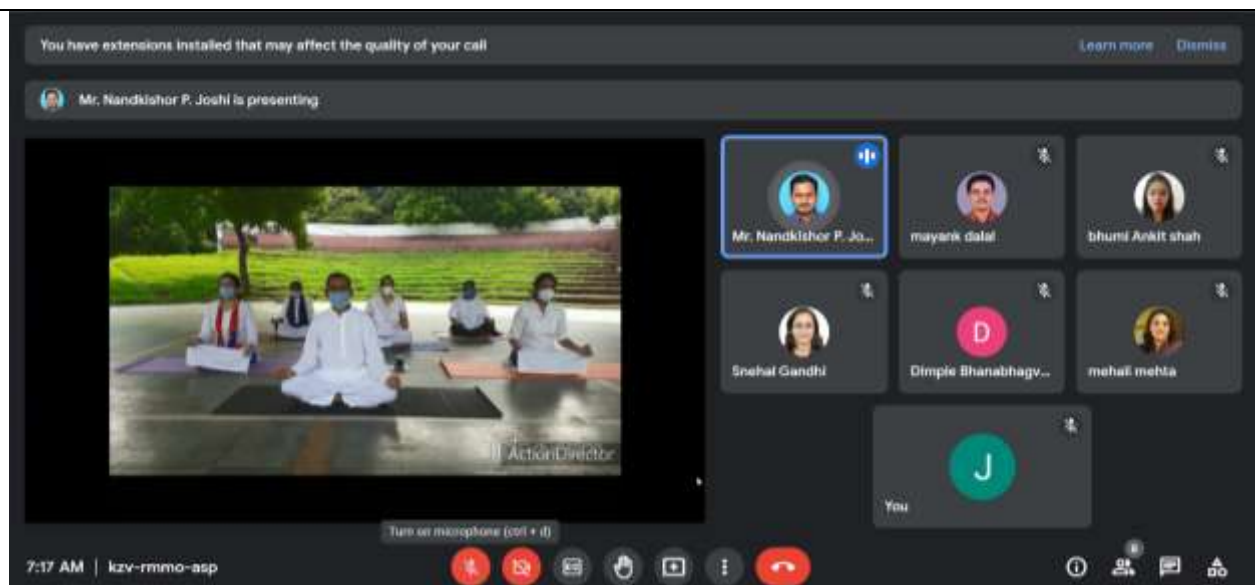 You have extensions installed that may affect the quality of your call
Learn more Dismiss
Mr. Nandkishor P. Joshi is presenting
Mr. Nandkishor P. Jo...
mayank dalal
bhumi Ankit shah
Snehal Gandhi
D
Dimple Bhanabhagv...
mehali mehta
ActionDirector
J
You
Turn on microphone (ctrl + d)
7:17 AM | kzv-rmmo-asp
8